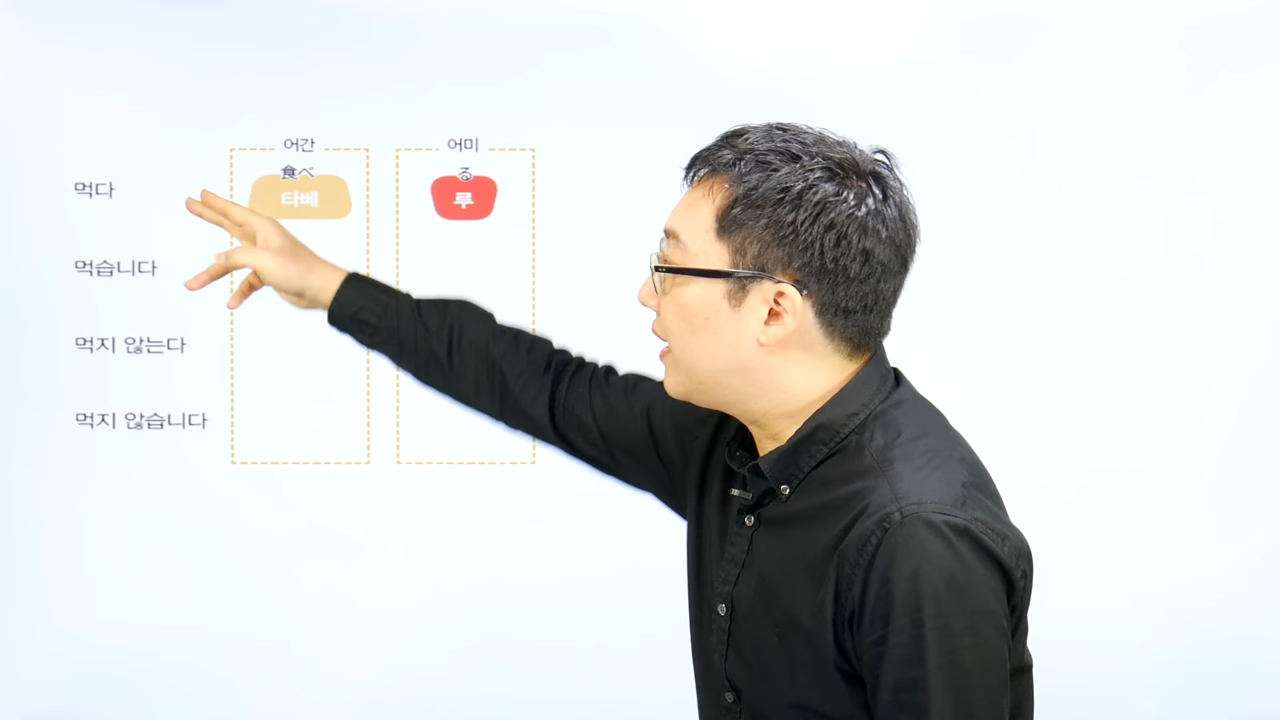 어간 어미
食べ る
먹다 타베 루
먹습니다
먹지 않는다
먹지 않습니다